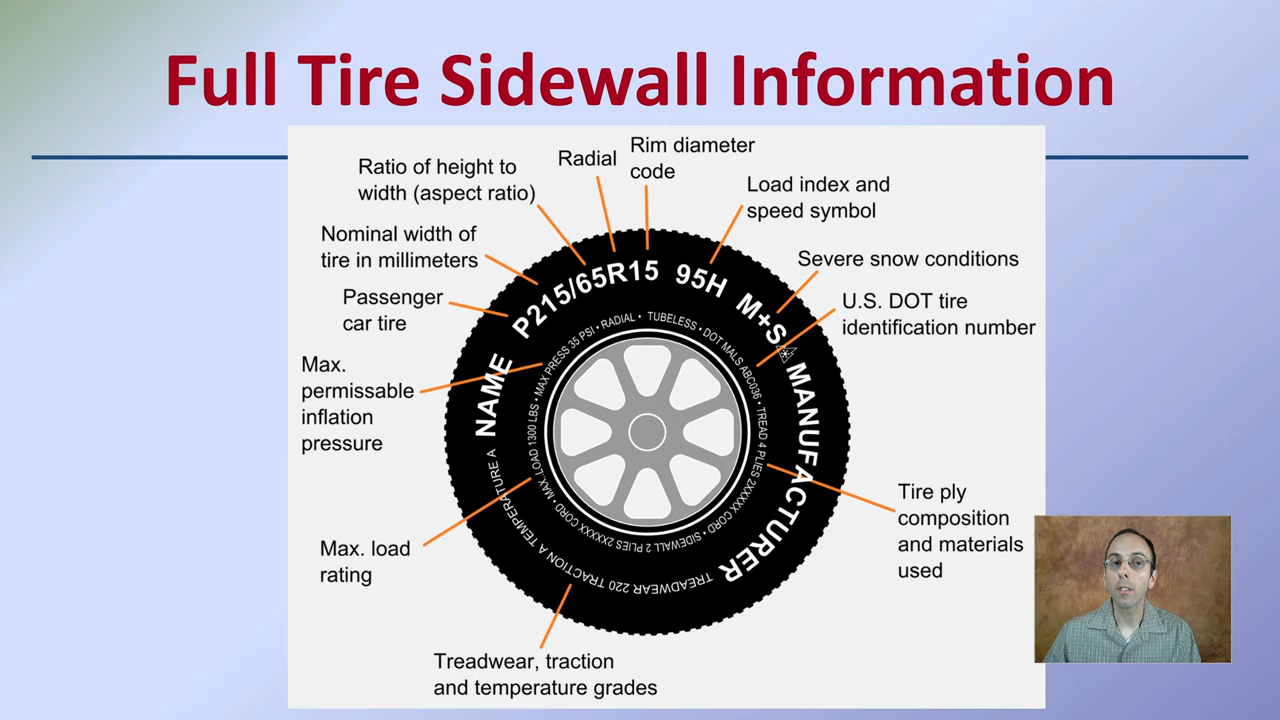 Full Tire Sidewall Information
Ratio of height to
width (aspect ratio)
Radial
Rim diameter
code
Load index and
speed symbol
Nominal width of
tire in millimeters
Severe snow conditions
Passenger
car tire
U.S. DOT tire
identification number
Max.
permissable
inflation
pressure
Max. load
rating
Tire ply
composition
and materials
used
Treadwear, traction
and temperature grades
NAME P215/65R15 95H M+S MANUFACTURER
TREADWEAR 220 TRACTION A TEMPERATURE A
MAX. LOAD 1300 LBS • MAX PRESS 35 PSI • RADIAL • TUBELESS • DOT MALS ABC036 • TREAD 4 PLIES 2XXXXX CORD • SIDEWALL 2 PLIES 2XXXXX CORD •